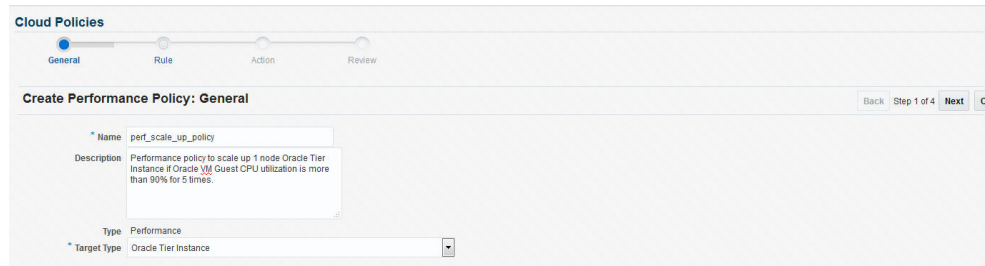 Cloud Policies
General Rule Action Review
Create Performance Policy: General
Back Step 1 of 4 Next
* Name perf_scale_up_policy
Description Performance policy to scale up 1 node Oracle Tier
Instance if Oracle VM Guest CPU utilization is more
than 90% for 5 times.
Type Performance
* Target Type Oracle Tier Instance